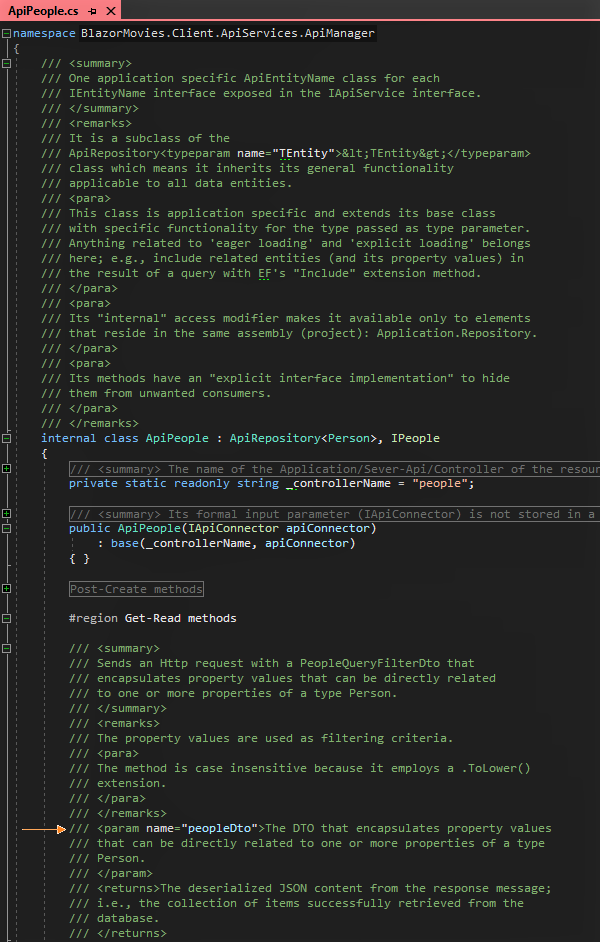 ApiPeople.cs
namespace BlazorMovies.Client.ApiServices.ApiManager
{
/// <summary>
/// One application specific ApiEntityName class for each
/// IEntityName interface exposed in the IApiService interface.
/// </summary>
/// <remarks>
/// It is a subclass of the
/// ApiRepository<typeparam name="TEntity">&lt;TEntity&gt;</typeparam>
/// class which means it inherits its general functionality
/// applicable to all data entities.
/// <para>
/// This class is application specific and extends its base class
/// with specific functionality for the type passed as type parameter.
/// Anything related to 'eager loading' and 'explicit loading' belongs
/// here; e.g., include related entities (and its property values) in
/// the result of a query with EF's "Include" extension method.
/// </para>
/// <para>
/// Its "internal" access modifier makes it available only to elements
/// that reside in the same assembly (project): Application.Repository.
/// </para>
/// <para>
/// Its methods have an "explicit interface implementation" to hide
/// them from unwanted consumers.
/// </para>
/// </remarks>
internal class ApiPeople : ApiRepository<Person>, IPeople
{
/// <summary> The name of the Application/Sever-Api/Controller of the resour
private static readonly string _controllerName = "people";
/// <summary> Its formal input parameter (IApiConnector) is not stored in a
public ApiPeople(IApiConnector apiConnector)
: base(_controllerName, apiConnector)
{ }
Post-Create methods
#region Get-Read methods
/// <summary>
/// Sends an Http request with a PeopleQueryFilterDto that
/// encapsulates property values that can be directly related
/// to one or more properties of a type Person.
/// </summary>
/// <remarks>
/// The property values are used as filtering criteria.
/// <para>
/// The method is case insensitive because it employs a .ToLower()
/// extension.
/// </para>
/// </remarks>
/// <param name="peopleDto">The DTO that encapsulates property values
/// that can be directly related to one or more properties of a type
/// Person.
/// </param>
/// <returns>The deserialized JSON content from the response message;
/// i.e., the collection of items successfully retrieved from the
/// database.
/// </returns>